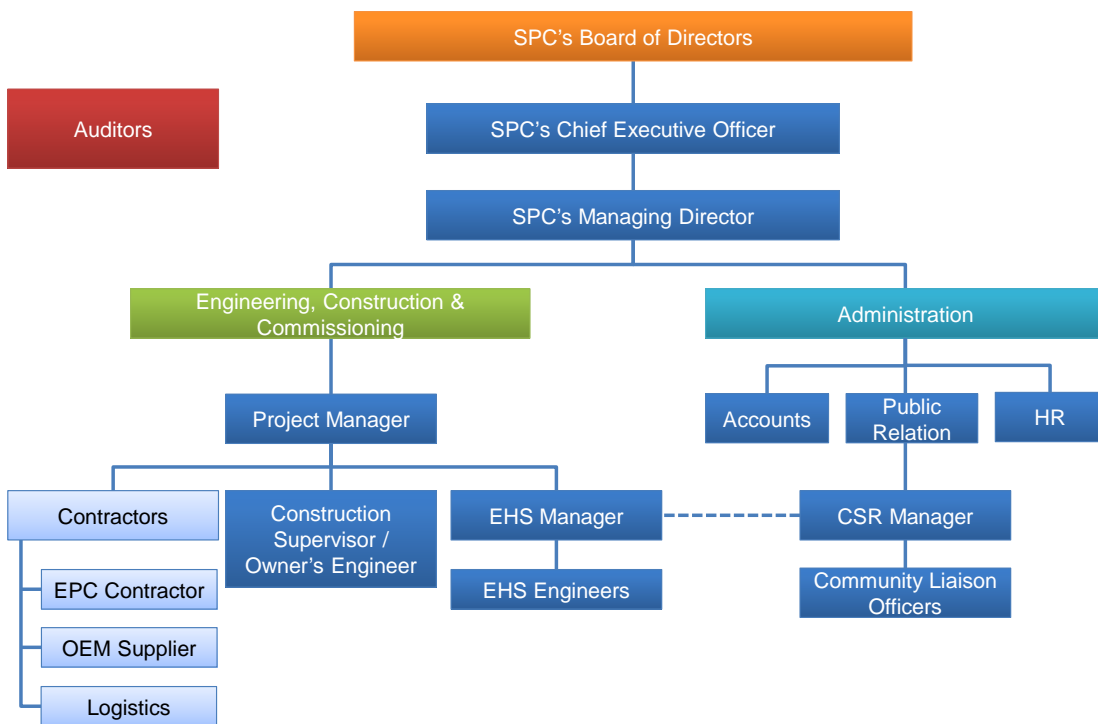 SPC’s Board of Directors
Auditors
SPC’s Chief Executive Officer
SPC’s Managing Director
Engineering, Construction &
Commissioning
Administration
Project Manager
Accounts
Public
Relation
HR
Contractors
Construction
Supervisor /
Owner’s Engineer
EHS Manager
CSR Manager
EPC Contractor
EHS Engineers
Community Liaison
Officers
OEM Supplier
Logistics